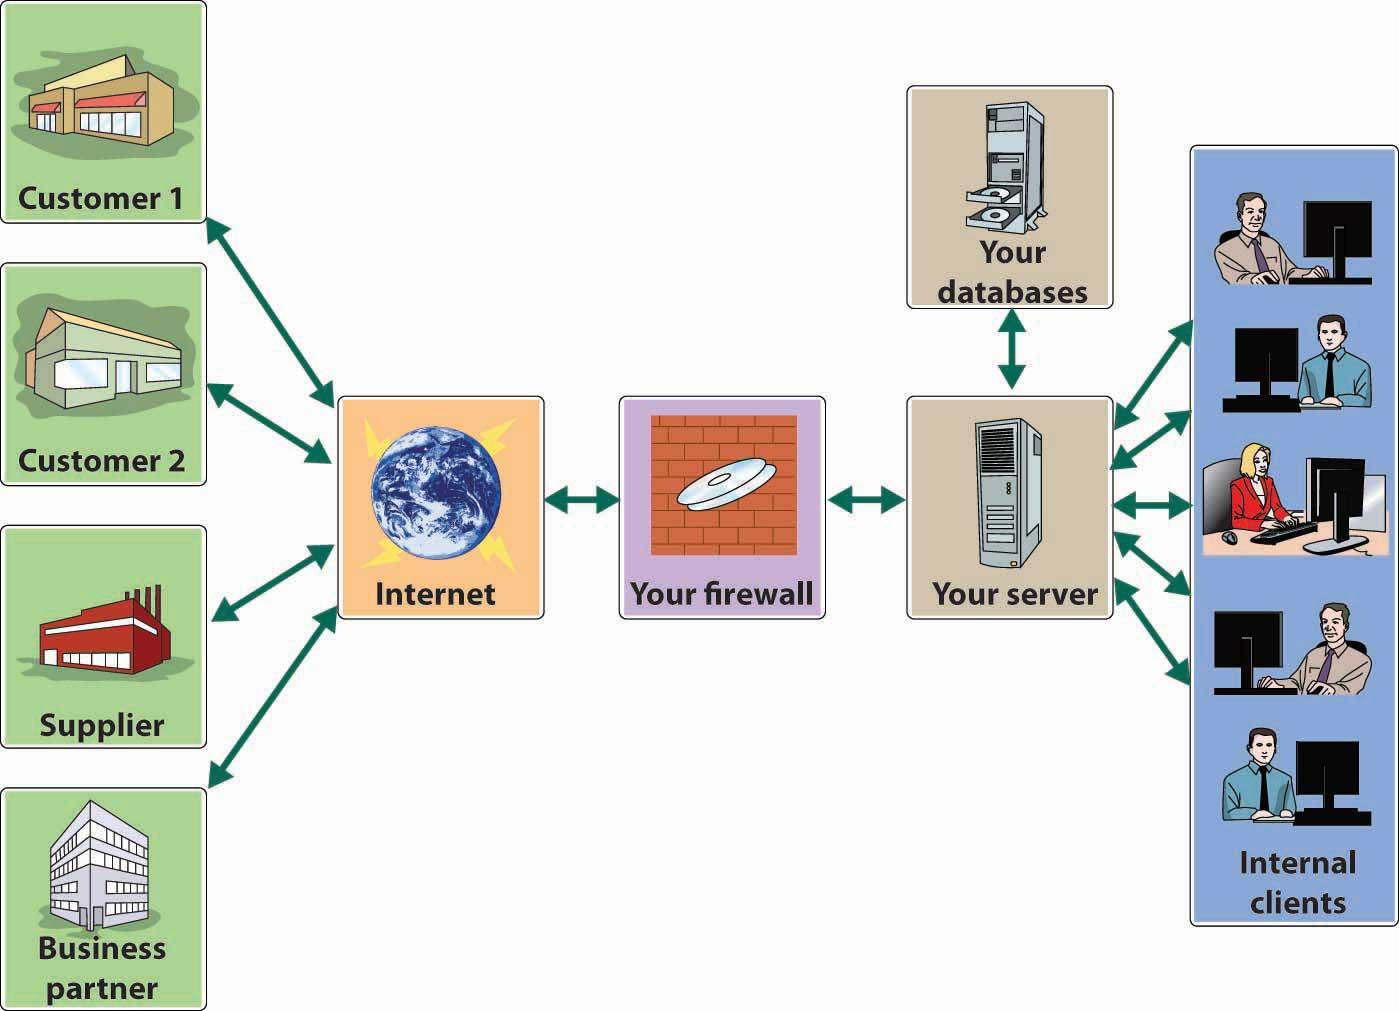 Customer 1
Customer 2
Supplier
Business
partner
Internet
Your firewall
Your
databases
Your server
Internal
clients